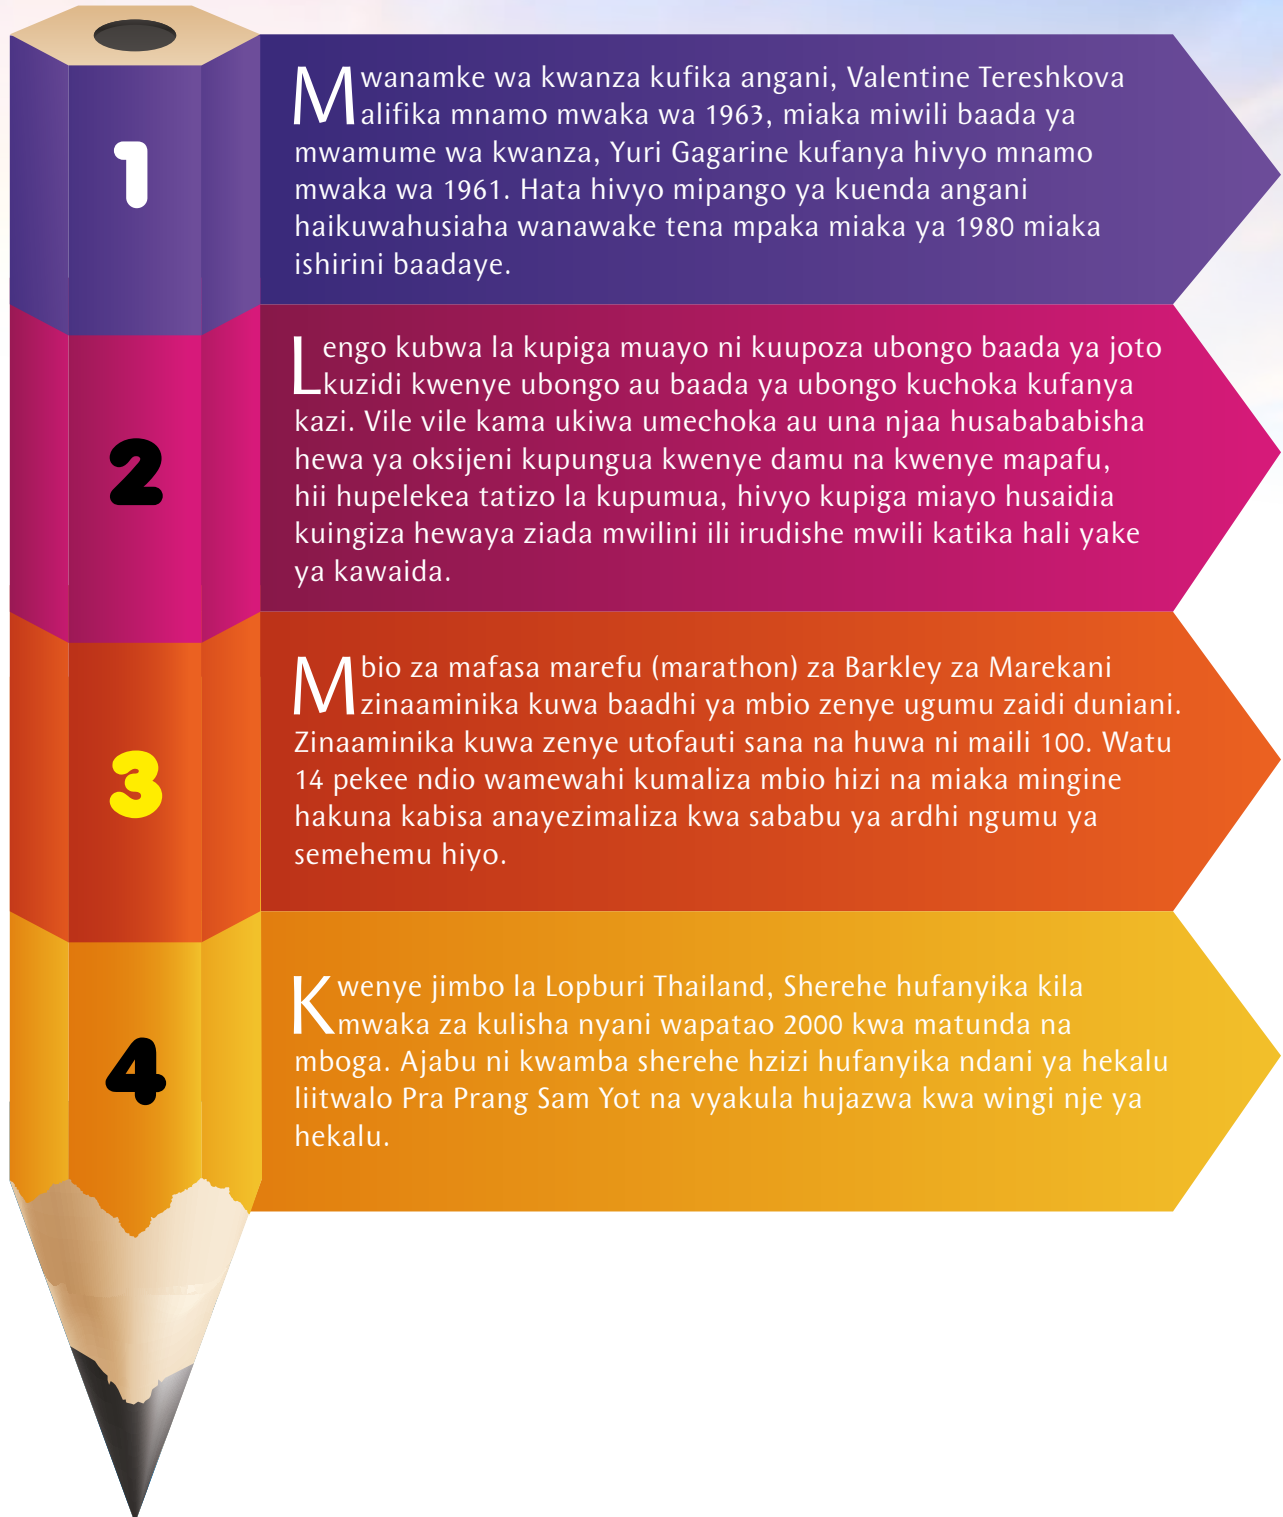 1
Mwanamke wa kwanza kufika angani, Valentine Tereshkova
alifika mnamo mwaka wa 1963, miaka miwili baada ya
mwamume wa kwanza, Yuri Gagarine kufanya hivyo mnamo
mwaka wa 1961. Hata hivyo mipango ya kuenda angani
haikuwahusiaha wanawake tena mpaka miaka ya 1980 miaka
ishirini baadaye.
2
Lengo kubwa la kupiga muayo ni kuupoza ubongo baada ya joto
kuzidi kwenye ubongo au baada ya ubongo kuchoka kufanya
kazi. Vile vile kama ukiwa umechoka au una njaa husabababisha
hewa ya oksijeni kupungua kwenye damu na kwenye mapafu,
hii hupelekea tatizo la kupumua, hivyo kupiga miayo husaidia
kuingiza hewaya ziada mwilini ili irudishe mwili katika hali yake
ya kawaida.
3
Mbio za mafasa marefu (marathon) za Barkley za Marekani
zinaaminika kuwa baadhi ya mbio zenye ugumu zaidi duniani.
Zinaaminika kuwa zenye utofauti sana na huwa ni maili 100. Watu
14 pekee ndio wamewahi kumaliza mbio hizi na miaka mingine
hakuna kabisa anayezimaliza kwa sababu ya ardhi ngumu ya
semehemu hiyo.
4
Kwenye jimbo la Lopburi Thailand, Sherehe hufanyika kila
mwaka za kulisha nyani wapatao 2000 kwa matunda na
mboga. Ajabu ni kwamba sherehe hzizi hufanyika ndani ya hekalu
liitwalo Pra Prang Sam Yot na vyakula hujazwa kwa wingi nje ya
hekalu.